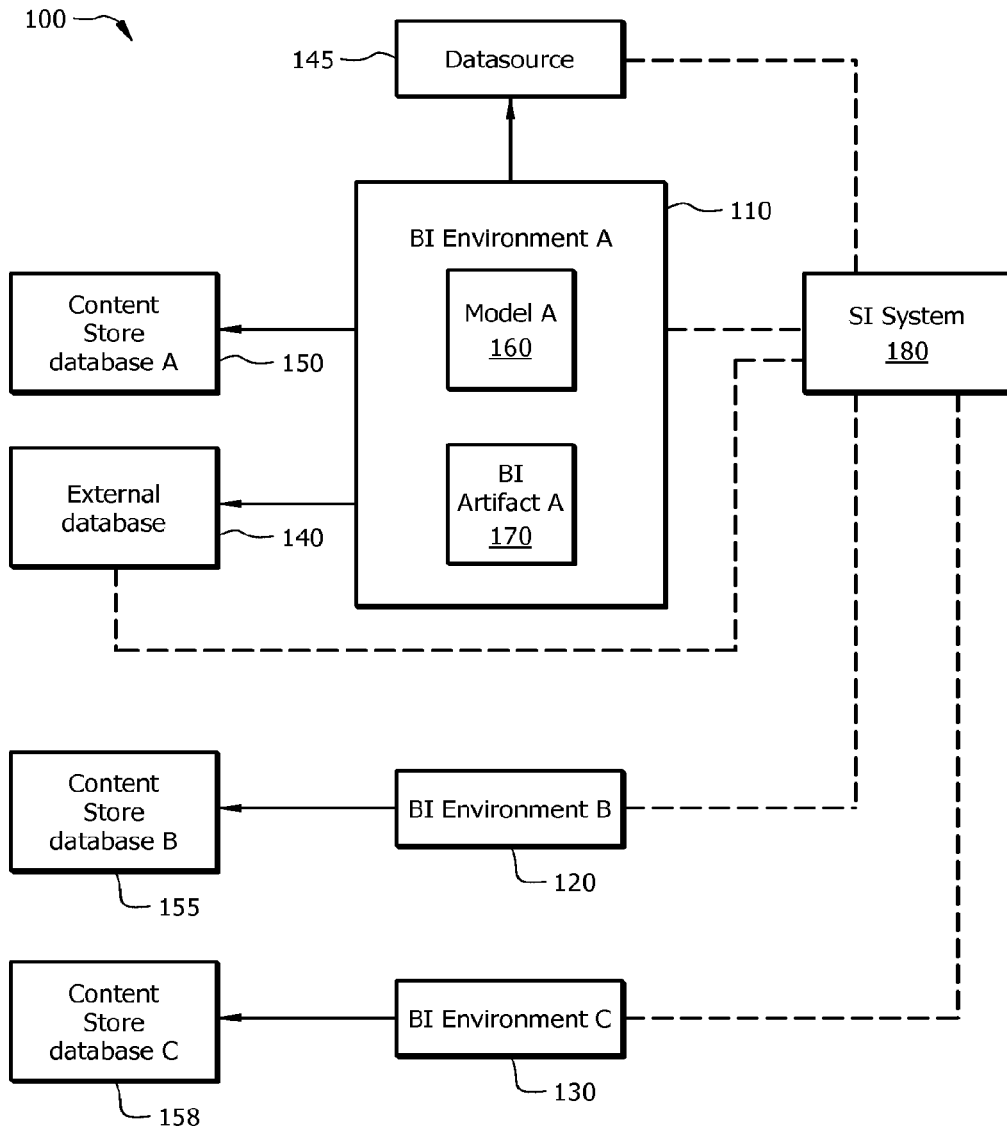 100
145
Datasource
110
BI Environment A
Content
Store
database A
150
Model A
160
SI System
180
External
database
140
BI
Artifact A
170
Content
Store
database B
155
BI Environment B
120
Content
Store
database C
158
BI Environment C
130